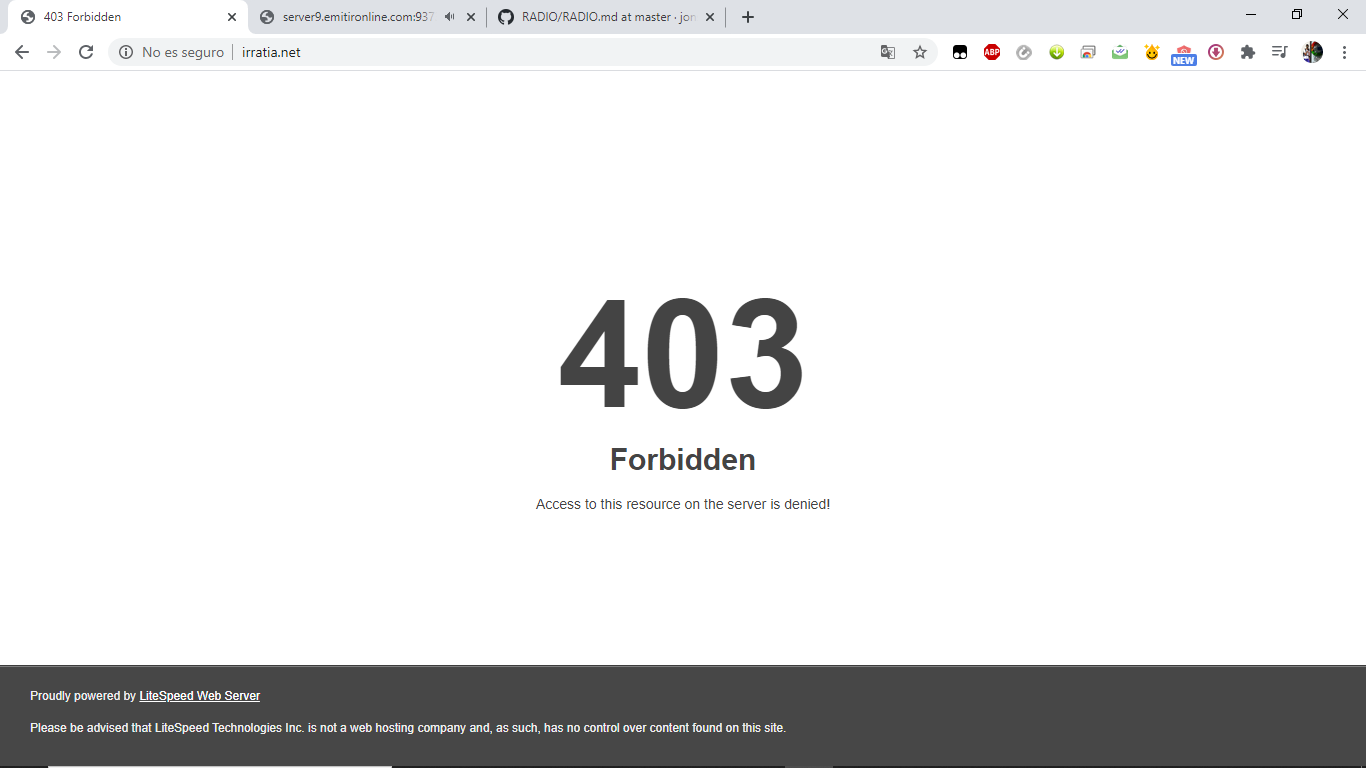 403 Forbidden
server9.emitironline.com:937
RADIO/RADIO.md at master · jon
No es seguro
irratia.net
ABP
NEW
403
Forbidden
Access to this resource on the server is denied!
Proudly powered by LiteSpeed Web Server
Please be advised that LiteSpeed Technologies Inc. is not a web hosting company and, as such, has no control over content found on this site.